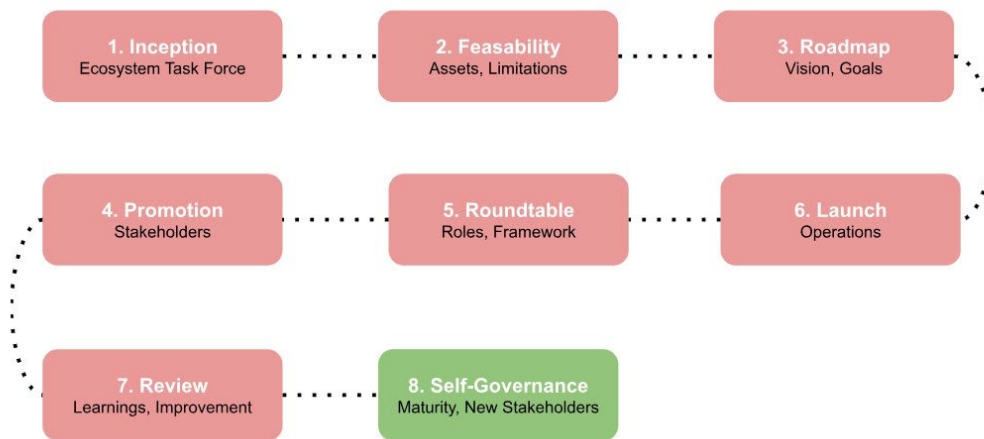 1. Inception
Ecosystem Task Force
2. Feasability
Assets, Limitations
3. Roadmap
Vision, Goals
4. Promotion
Stakeholders
5. Roundtable
Roles, Framework
6. Launch
Operations
7. Review
Learnings, Improvement
8. Self-Governance
Maturity, New Stakeholders